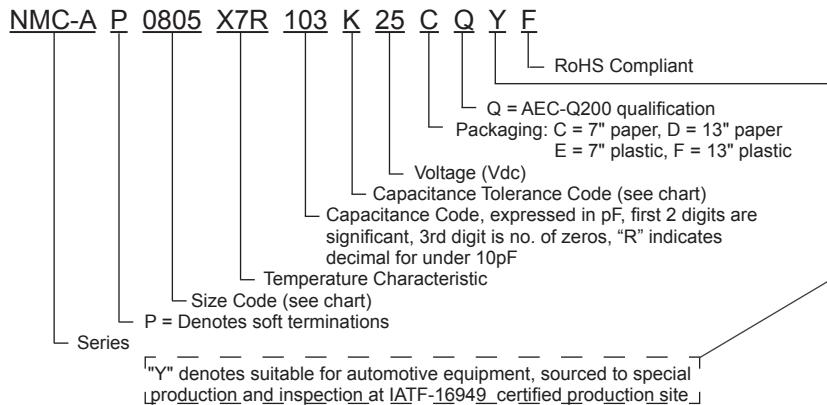 NMC-A P 0805 X7R 103 K 25 C Q Y F
RoHS Compliant
Q = AEC-Q200 qualification
Packaging: C = 7" paper, D = 13" paper
E = 7" plastic, F = 13" plastic
Voltage (Vdc)
Capacitance Tolerance Code (see chart)
Capacitance Code, expressed in pF, first 2 digits are
significant, 3rd digit is no. of zeros, “R” indicates
decimal for under 10pF
Temperature Characteristic
Size Code (see chart)
P = Denotes soft terminations
Series
"Y" denotes suitable for automotive equipment, sourced to special
production and inspection at IATF-16949 certified production site